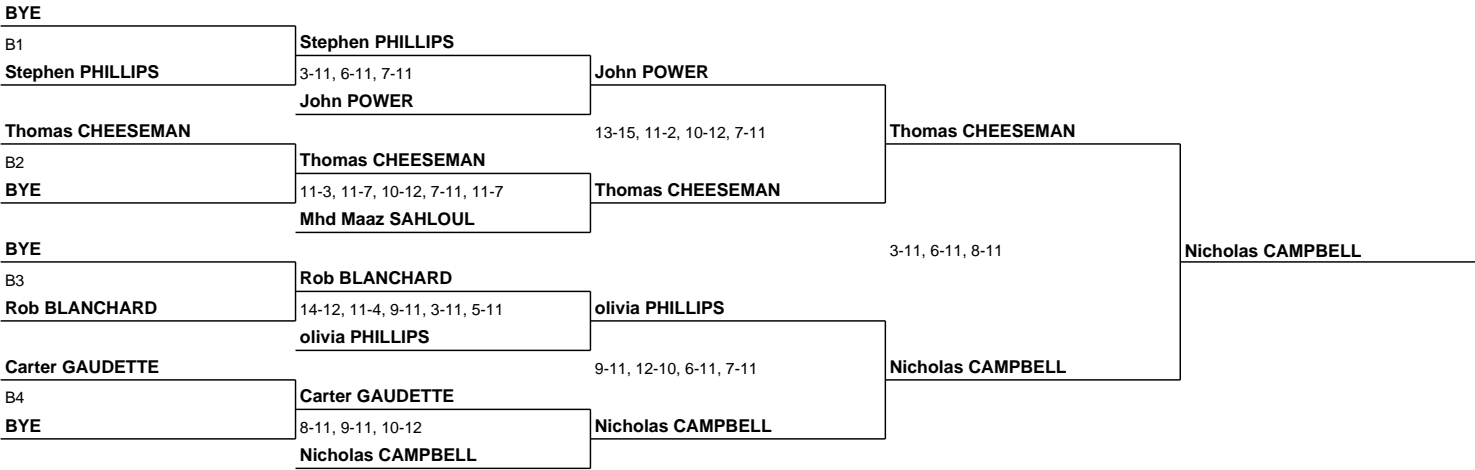 BYE
B1
Stephen PHILLIPS
Stephen PHILLIPS
3-11, 6-11, 7-11
John POWER
John POWER
Thomas CHEESEMAN
B2
BYE
Thomas CHEESEMAN
11-3, 11-7, 10-12, 7-11, 11-7
Mhd Maaz SAHLOUL
13-15, 11-2, 10-12, 7-11
Thomas CHEESEMAN
Thomas CHEESEMAN
BYE
B3
Rob BLANCHARD
Rob BLANCHARD
14-12, 11-4, 9-11, 3-11, 5-11
olivia PHILLIPS
olivia PHILLIPS
Carter GAUDETTE
B4
BYE
Carter GAUDETTE
8-11, 9-11, 10-12
Nicholas CAMPBELL
9-11, 12-10, 6-11, 7-11
Nicholas CAMPBELL
Nicholas CAMPBELL
3-11, 6-11, 8-11
Nicholas CAMPBELL